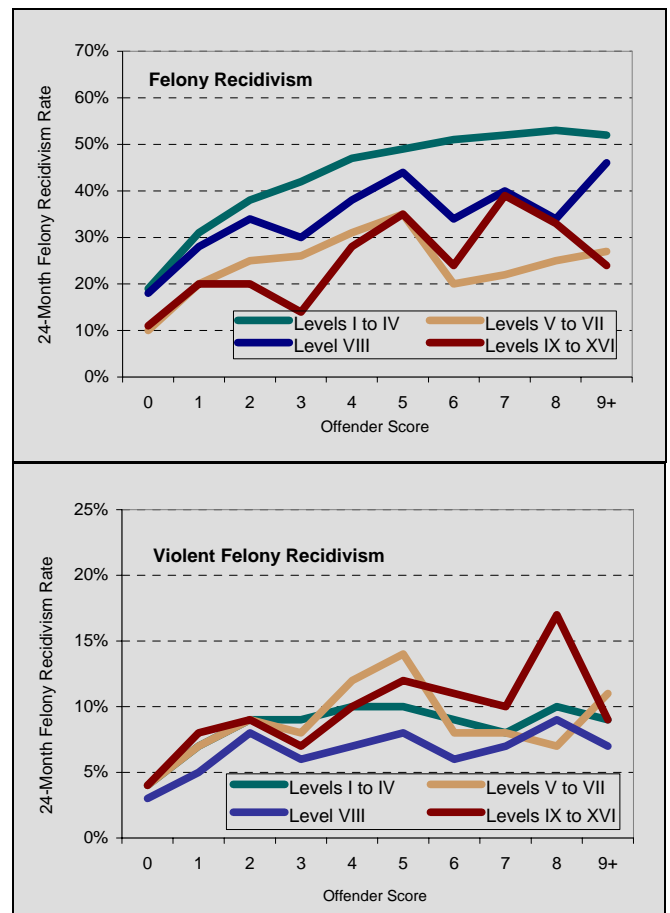 70%
Felony Recidivism
60%
50%
40%
30%
20%
10%
0%
24-Month Felony Recidivism Rate
Levels I to IV Levels V to VII
Level VIII Levels IX to XVI
0 1 2 3 4 5 6 7 8 9+
Offender Score
25%
Violent Felony Recidivism
20%
15%
10%
5%
0%
24-Month Felony Recidivism Rate
Levels I to IV Levels V to VII
Level VIII Levels IX to XVI
0 1 2 3 4 5 6 7 8 9+
Offender Score